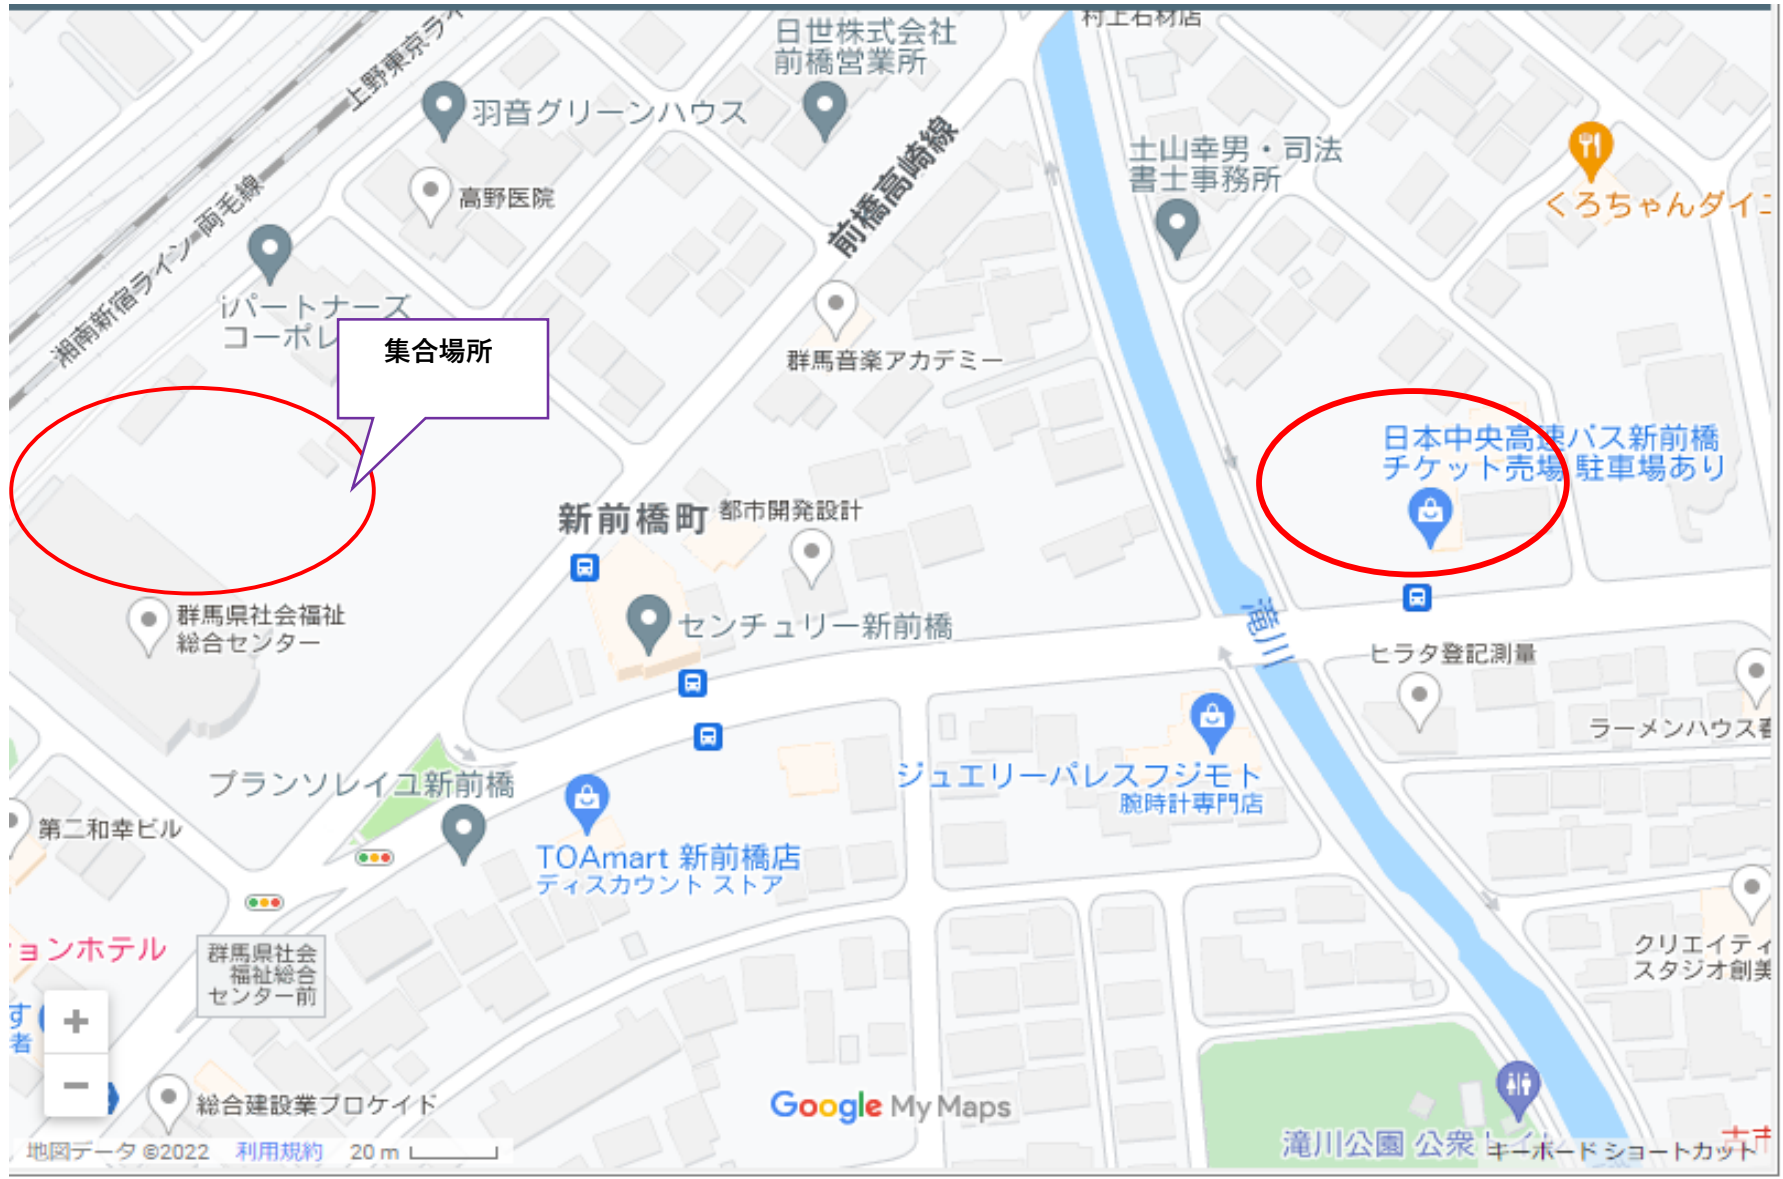 村上石材店
日世株式会社
前橋営業所
上野東京ライ
羽音グリーンハウス
前橋高崎線
土山幸男・司法
書士事務所
高野医院
くろちゃんダイニ
湘南新宿ライン・両毛線
iパートナーズ
コーポレ
集合場所
群馬音楽アカデミー
日本中央高速バス新前橋
チケット売場 駐車場あり
新前橋町
都市開発設計
群馬県社会福祉
総合センター
センチュリー新前橋
滝川
ヒラタ登記測量
ラーメンハウス
プランソレイユ新前橋
ジュエリーパレスフジモト
腕時計専門店
第二和幸ビル
TOAmart 新前橋店
ディスカウント ストア
ョンホテル
群馬県社会
福祉総合
センター前
クリエイティ
スタジオ創美
す
者
+
−
総合建設業プロケイド
Google My Maps
滝川公園 公衆トイレ
地図データ ©2022
利用規約
20 m
キーボード ショートカット